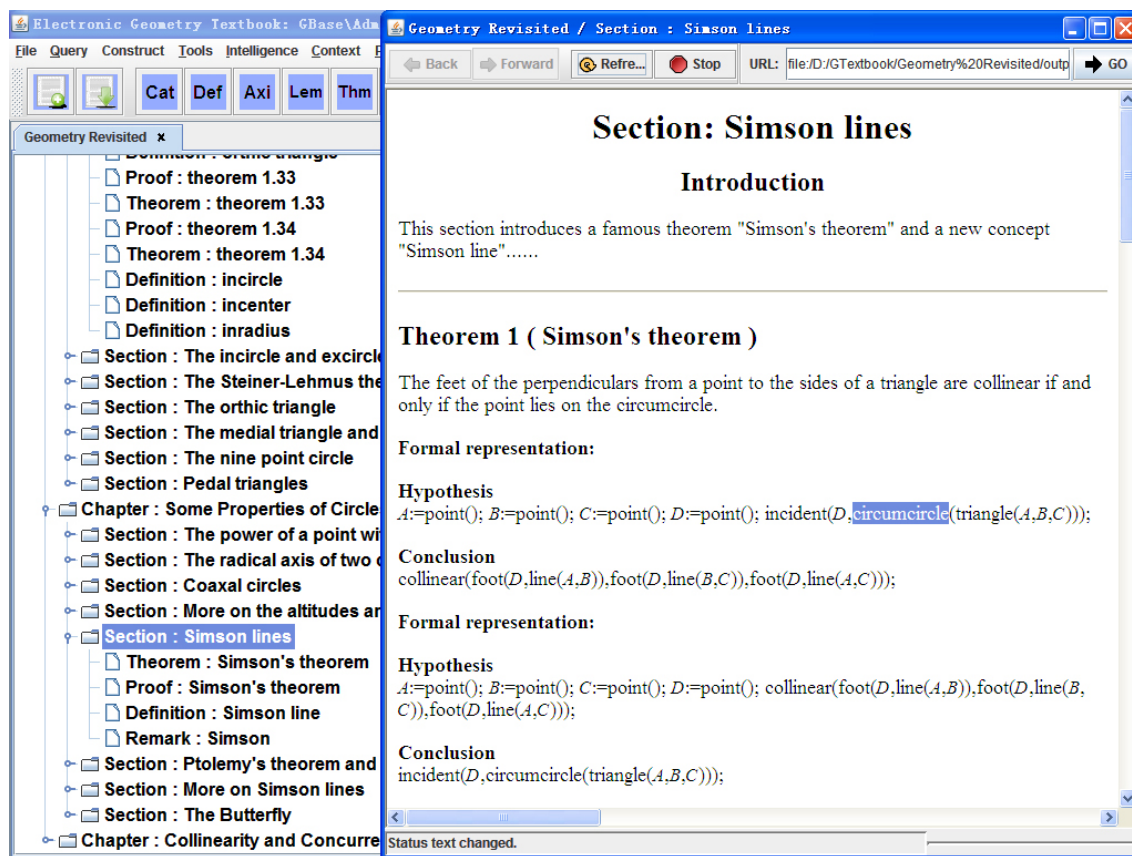 Electronic Geometry Textbook: GBase\Adm
File Query Construct Tools Intelligence Context
Cat Def Axi Lem Thm
Geometry Revisited x
Definition : orthic triangle
Proof : theorem 1.33
Theorem : theorem 1.33
Proof : theorem 1.34
Theorem : theorem 1.34
Definition : incircle
Definition : incenter
Definition : inradius
Section : The incircle and excircle
Section : The Steiner-Lehmus the
Section : The orthic triangle
Section : The medial triangle and
Section : The nine point circle
Section : Pedal triangles
Chapter : Some Properties of Circle
Section : The power of a point wi
Section : The radical axis of two
Section : Coaxal circles
Section : More on the altitudes an
Section : Simson lines
Theorem : Simson's theorem
Proof : Simson's theorem
Definition : Simson line
Remark : Simson
Section : Ptolemy's theorem and
Section : More on Simson lines
Section : The Butterfly
Chapter : Collinearity and Concurre
Geometry Revisited / Section : Simson lines
Back Forward Refre... Stop URL: file:/D:/GTextbook/Geometry%20Revisited/outp GO
Section: Simson lines
Introduction
This section introduces a famous theorem "Simson's theorem" and a new concept
"Simson line"......
Theorem 1 ( Simson's theorem )
The feet of the perpendiculars from a point to the sides of a triangle are collinear if and
only if the point lies on the circumcircle.
Formal representation:
Hypothesis
A:=point(); B:=point(); C:=point(); D:=point(); incident(D,circumcircle(triangle(A,B,C)));
Conclusion
collinear(foot(D,line(A,B)),foot(D,line(B,C)),foot(D,line(A,C)));
Formal representation:
Hypothesis
A:=point(); B:=point(); C:=point(); D:=point(); collinear(foot(D,line(A,B)),foot(D,line(B,
C)),foot(D,line(A,C)));
Conclusion
incident(D,circumcircle(triangle(A,B,C)));
Status text changed.